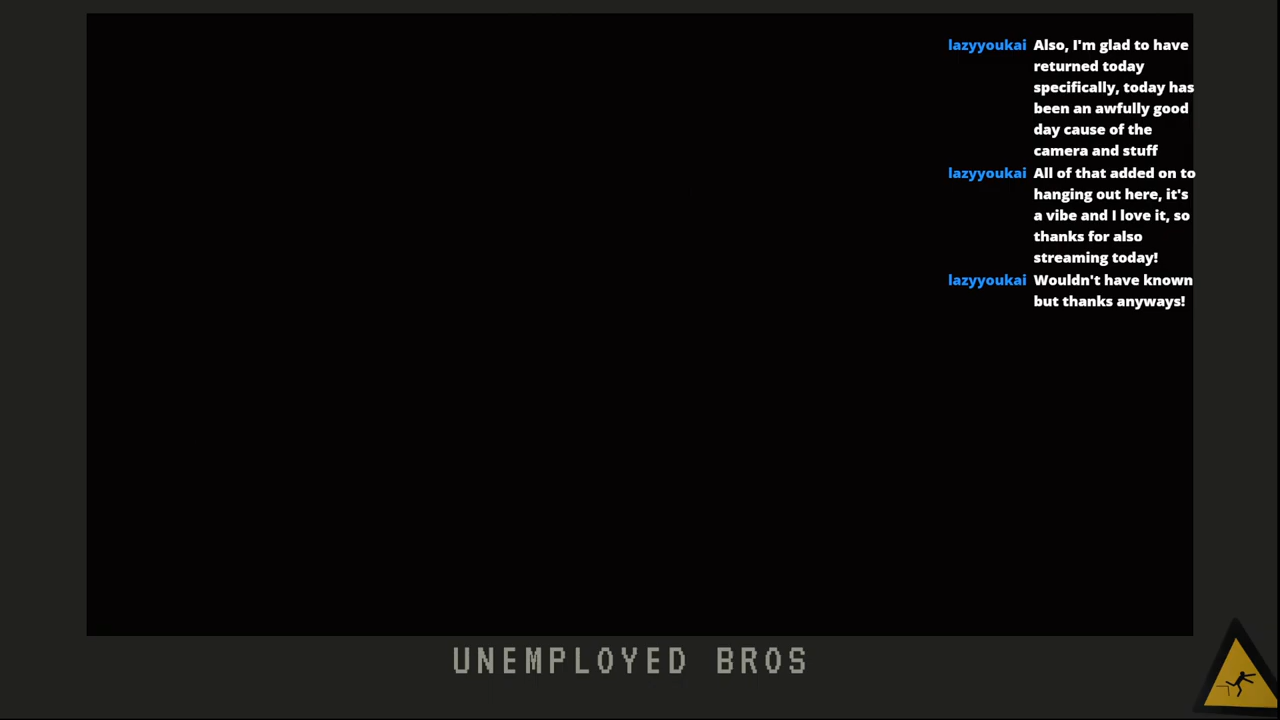 lazyyoukai Also, I'm glad to have
returned today
specifically, today has
been an awfully good
day cause of the
camera and stuff
lazyyoukai All of that added on to
hanging out here, it's
a vibe and I love it, so
thanks for also
streaming today!
lazyyoukai Wouldn't have known
but thanks anyways!
UNEMPLOYED BROS